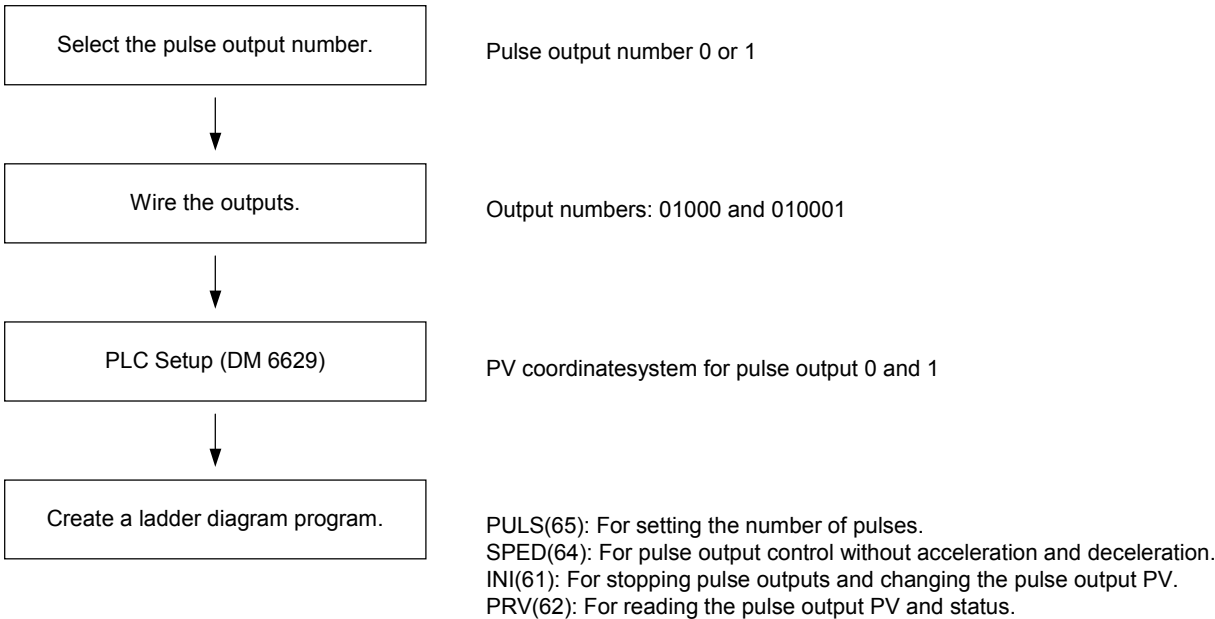 Select the pulse output number.
Pulse output number 0 or 1
Wire the outputs.
Output numbers: 01000 and 010001
PLC Setup (DM 6629)
PV coordinatesystem for pulse output 0 and 1
Create a ladder diagram program.
PULS(65): For setting the number of pulses.
SPED(64): For pulse output control without acceleration and deceleration.
INI(61): For stopping pulse outputs and changing the pulse output PV.
PRV(62): For reading the pulse output PV and status.